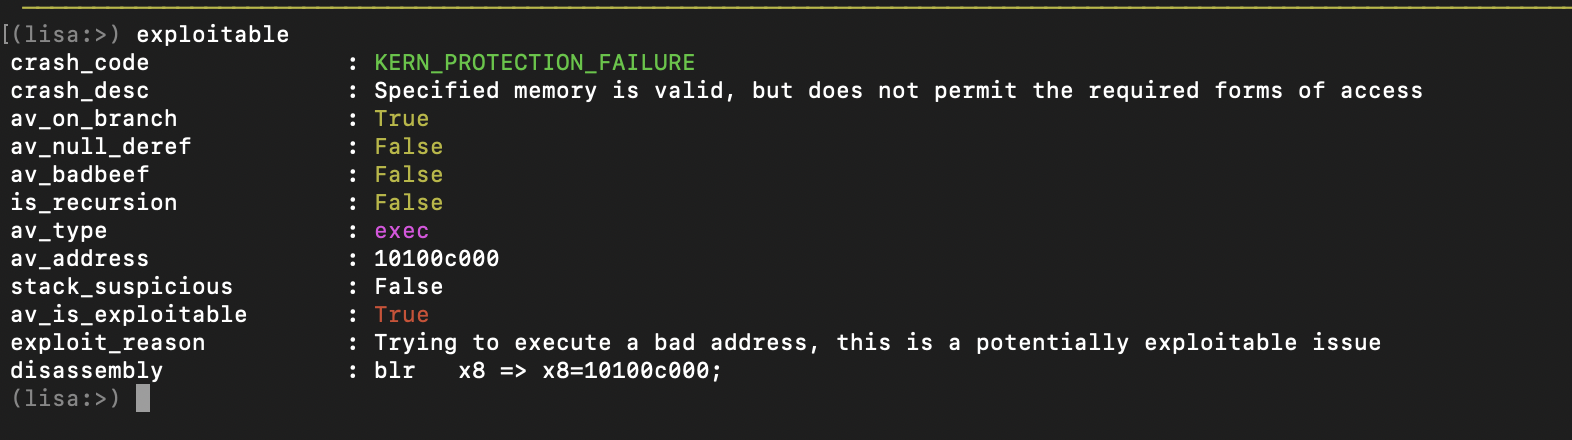 [(lisa:>) exploitable
crash_code : KERN_PROTECTION_FAILURE
crash_desc : Specified memory is valid, but does not permit the required forms of access
av_on_branch : True
av_null_deref : False
av_badbeef : False
is_recursion : False
av_type : exec
av_address : 10100c000
stack_suspicious : False
av_is_exploitable : True
exploit_reason : Trying to execute a bad address, this is a potentially exploitable issue
disassembly : blr x8 => x8=10100c000;
(lisa:>)